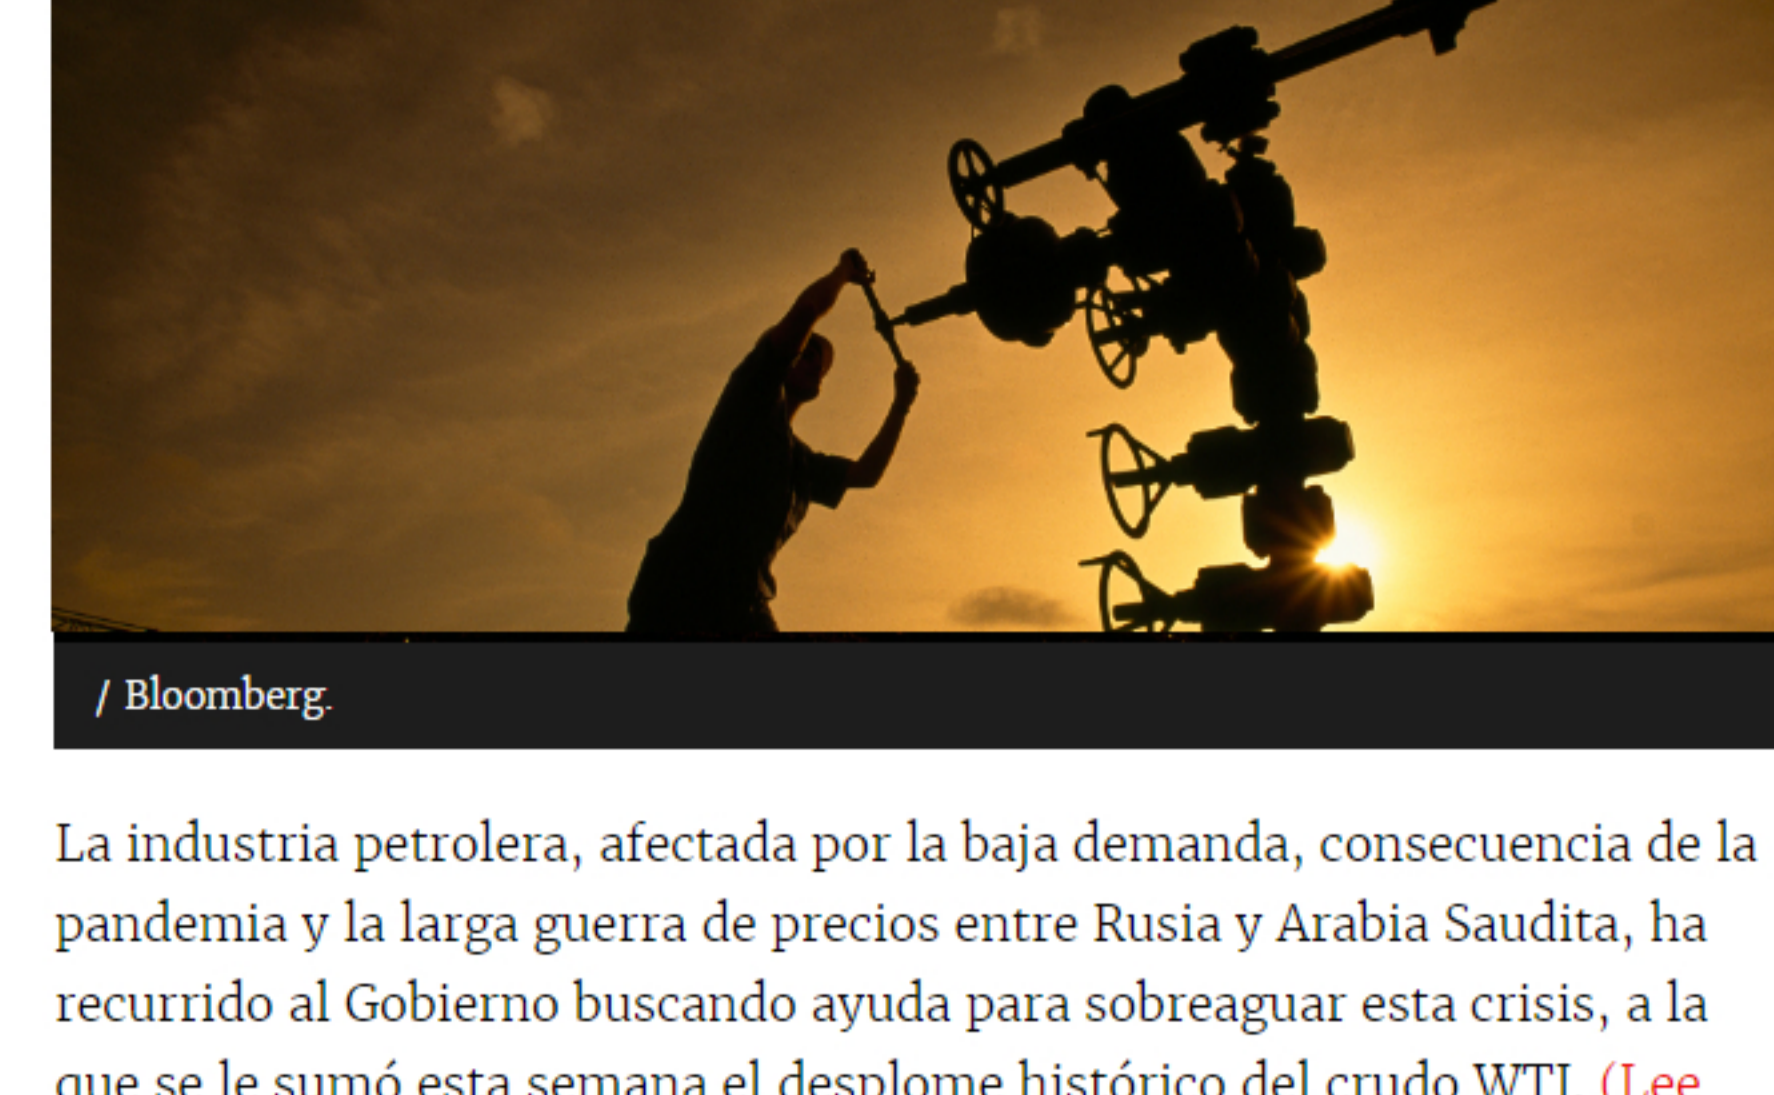 / Bloomberg.
La industria petrolera, afectada por la baja demanda, consecuencia de la
pandemia y la larga guerra de precios entre Rusia y Arabia Saudita, ha
recurrido al Gobierno buscando ayuda para sobreaguar esta crisis, a la
que se le sumó esta semana el desplome histórico del crudo WTI. (Lee